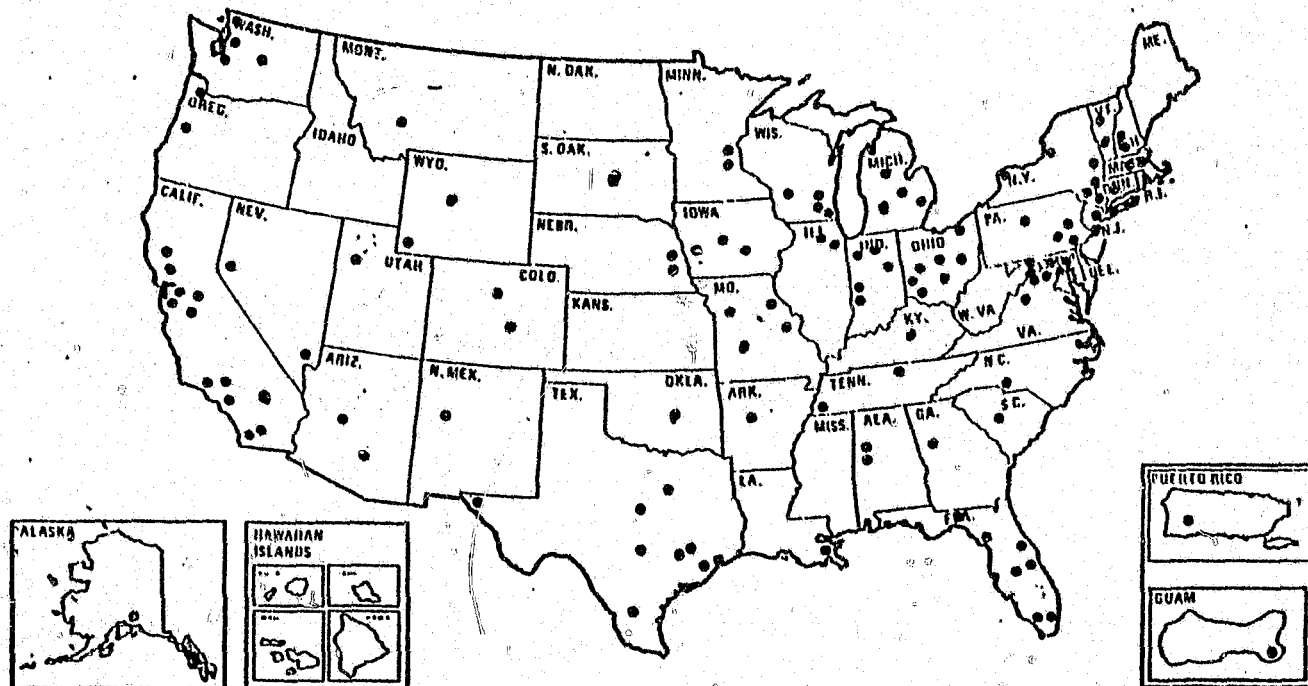 WASH.
MONT.
N. DAK.
MINN.
ME.
OREG.
IDAHO
WYO.
S. DAK.
WIS.
MICH.
VT.
N.Y.
R.I.
CALIF.
NEV.
UTAH
COLO.
NEBR.
IOWA
ILL.
IND.
OHIO
PA.
N.J.
DEL.
KANS.
MO.
KY.
W. VA
VA.
ARIZ.
N. MEX.
TEX.
OKLA.
ARK.
TENN.
N.C.
S.C.
MISS.
ALA.
GA.
LA.
FLA.
ALASKA
HAWAIIAN
ISLANDS
PUERTO RICO
GUAM